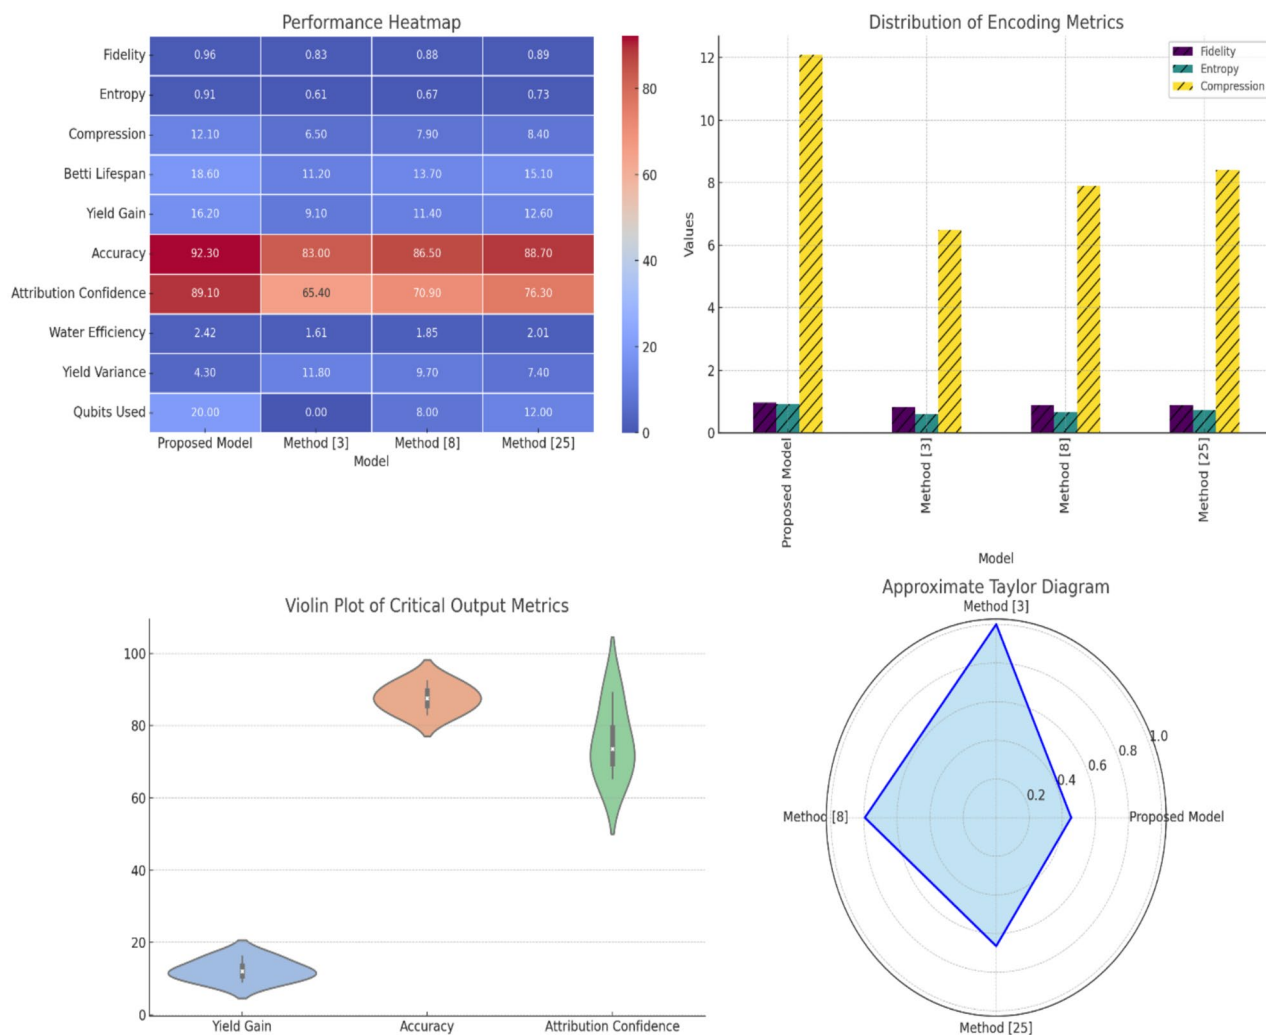 Performance Heatmap
Fidelity 0.96 0.83 0.88 0.89
Entropy 0.91 0.61 0.67 0.73
Compression 12.10 6.50 7.90 8.40
Betti Lifespan 18.60 11.20 13.70 15.10
Yield Gain 16.20 9.10 11.40 12.60
Accuracy 92.30 83.00 86.50 88.70
Attribution Confidence 89.10 65.40 70.90 76.30
Water Efficiency 2.42 1.61 1.85 2.01
Yield Variance 4.30 11.80 9.70 7.40
Qubits Used 20.00 0.00 8.00 12.00
Proposed Model Method [3] Method [8] Method [25]
Model
80
60
40
20
0
Distribution of Encoding Metrics
Fidelity
Entropy
Compression
Values
12
10
8
6
4
2
0
Proposed Model
Method [3]
Method [8]
Method [25]
Model
Violin Plot of Critical Output Metrics
100
80
60
40
20
0
Yield Gain Accuracy Attribution Confidence
Approximate Taylor Diagram
Method [3]
1.0
0.8
0.6
0.4
0.2
Method [8]
Proposed Model
Method [25]